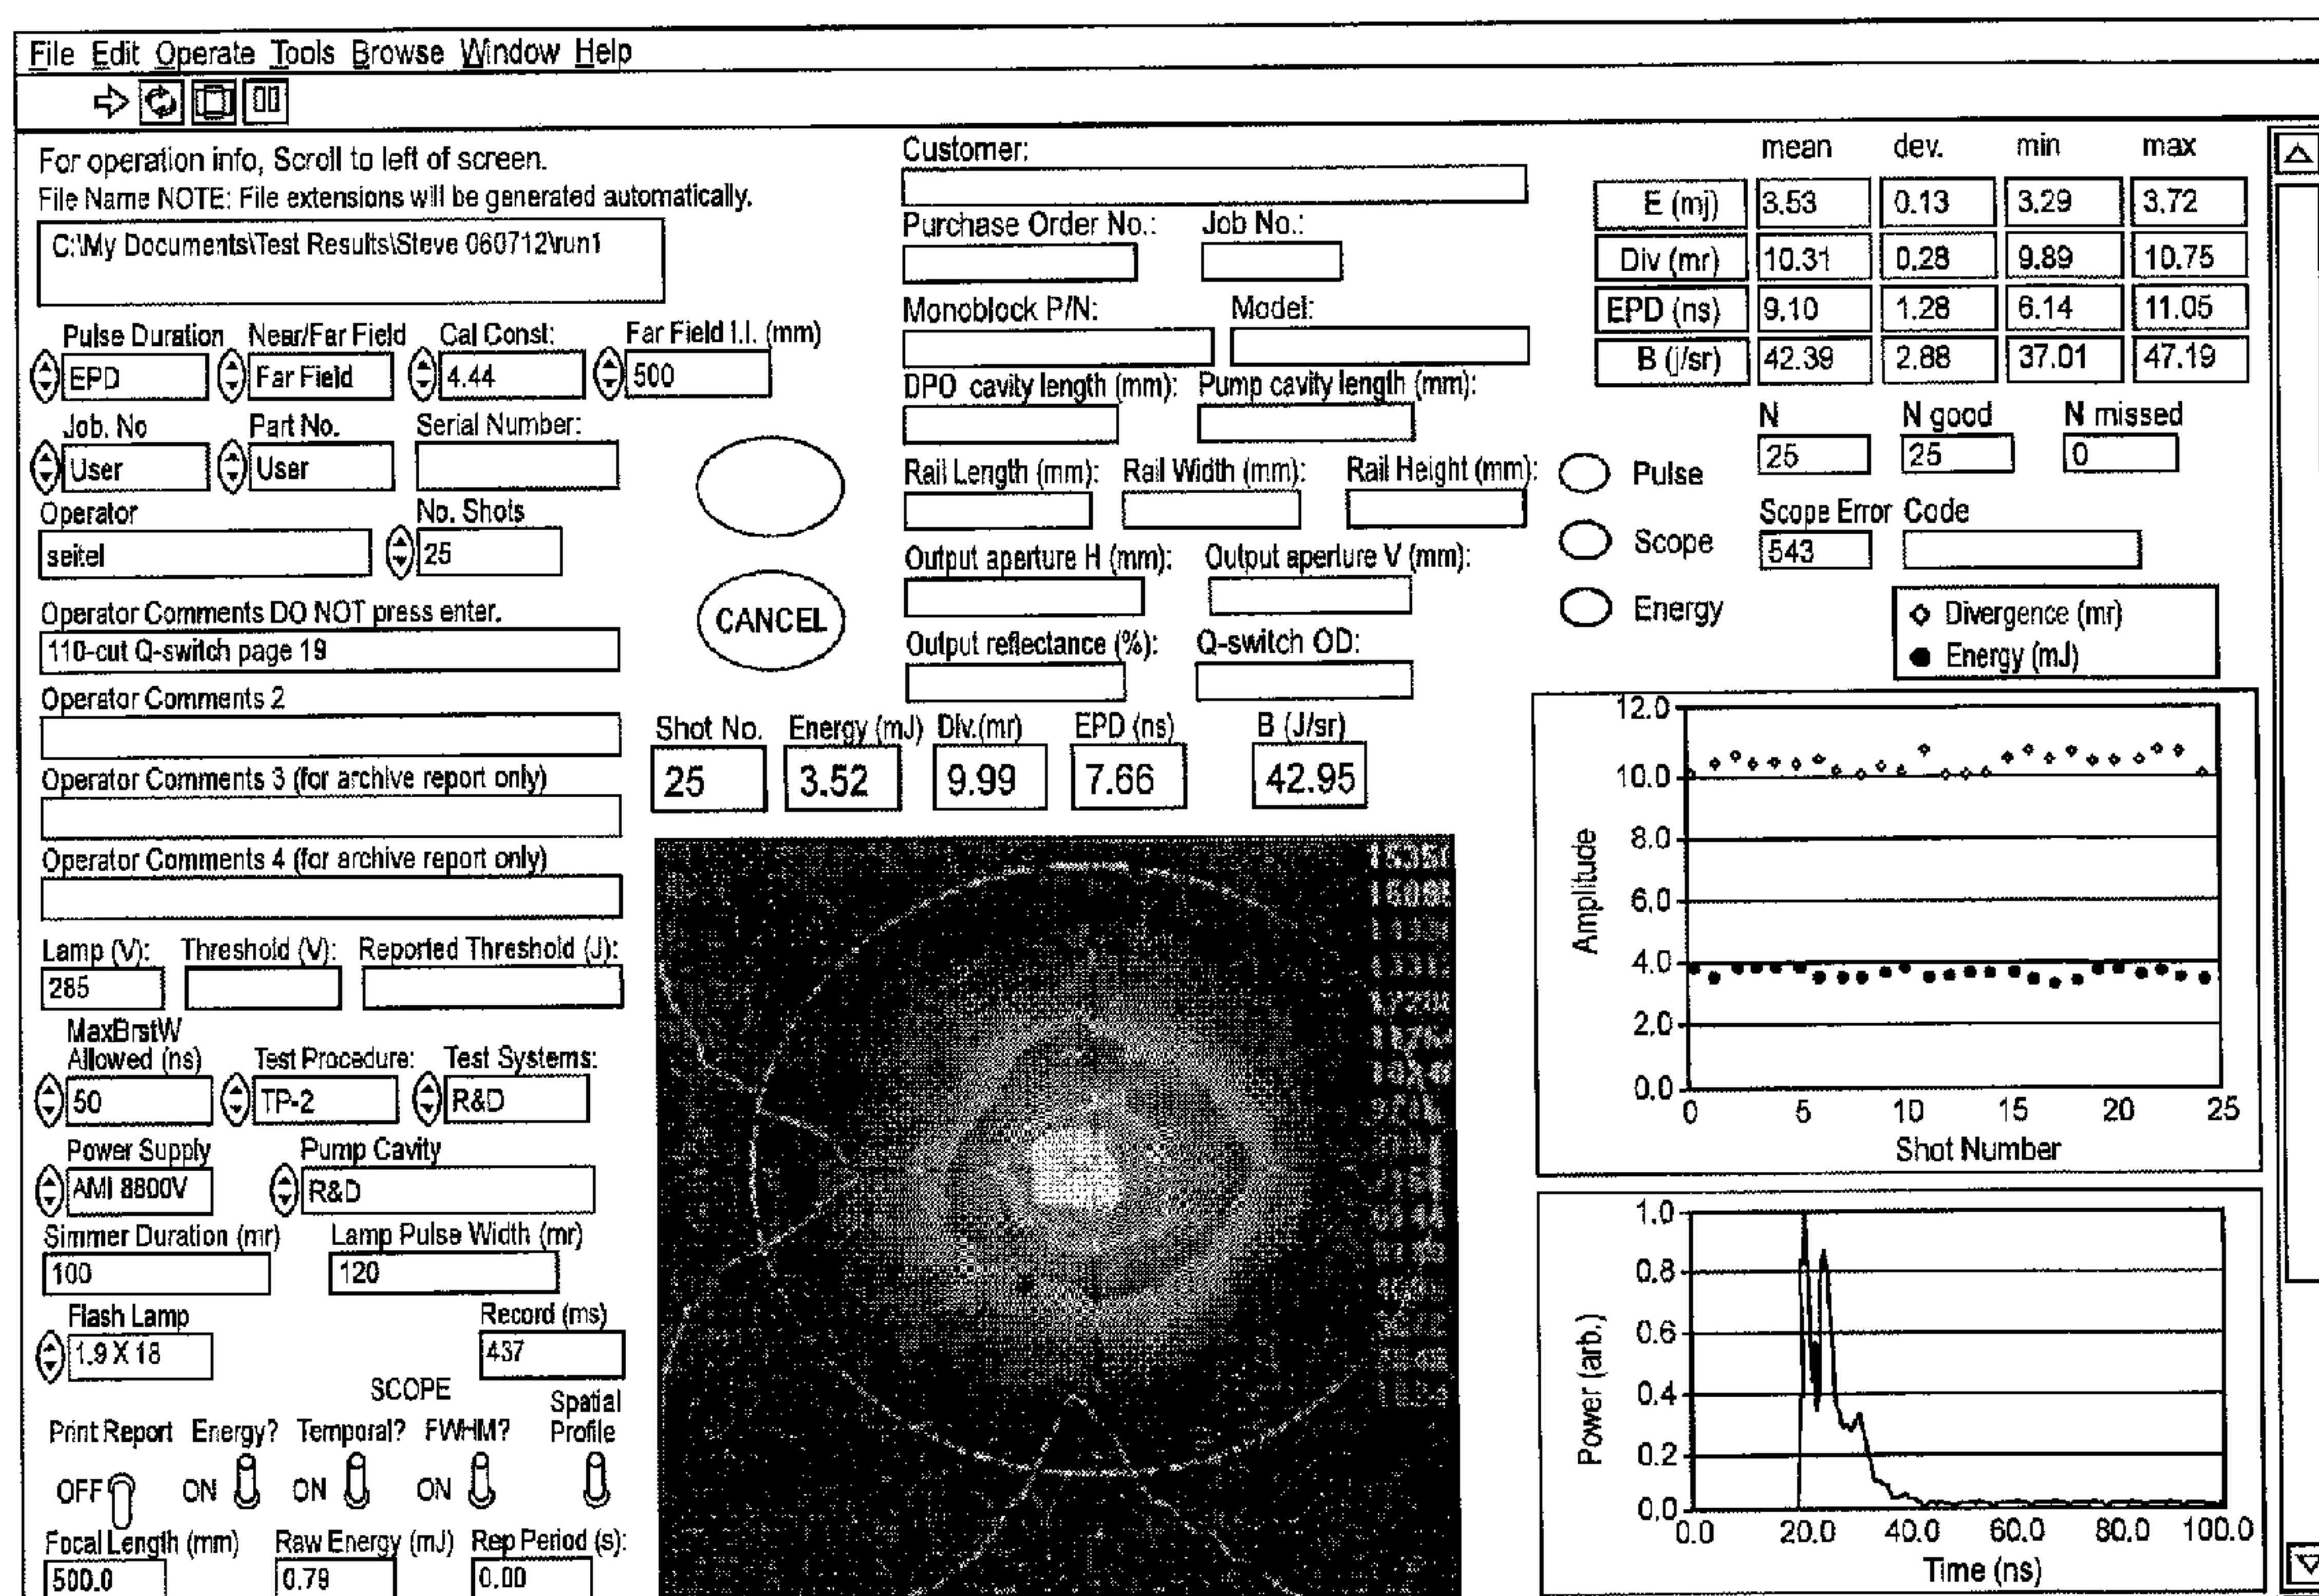 File Edit Operate Tools Browse Window Help
For operation info, Scroll to left of screen.
File Name NOTE: File extensions will be generated automatically.
C:\My Documents\Test Results\Steve 060712\run1
Pulse Duration Near/Far Field Cal Const: Far Field I.I. (mm)
EPD Far Field 4.44 500
Job. No Part No. Serial Number:
User User
Operator No. Shots
seitel 25
Operator Comments DO NOT press enter.
110-cut Q-switch page 19
Operator Comments 2
Operator Comments 3 (for archive report only)
Operator Comments 4 (for archive report only)
Lamp (V): Threshold (V): Reported Threshold (J):
285
MaxBrstW
Allowed (ns) Test Procedure: Test Systems:
50 TP-2 R&D
Power Supply Pump Cavity
AMI 8800V R&D
Simmer Duration (mr) Lamp Pulse Width (mr)
100 120
Flash Lamp Record (ms)
1.9 X 18 437
SCOPE
Print Report Energy? Temporal? FWHM? Spatial Profile
OFF ON ON ON
Focal Length (mm) Raw Energy (mJ) Rep Period (s):
500.0 0.79 0.00
CANCEL
Customer:
Purchase Order No.: Job No.:
Monoblock P/N: Model:
DPO cavity length (mm): Pump cavity length (mm):
Rail Length (mm): Rail Width (mm): Rail Height (mm):
Output aperture H (mm): Output aperture V (mm):
Output reflectance (%): Q-switch OD:
Shot No. Energy (mJ) Div.(mr) EPD (ns) B (J/sr)
25 3.52 9.99 7.66 42.95
mean dev. min max
E (mj) 3.53 0.13 3.29 3.72
Div (mr) 10.31 0.28 9.89 10.75
EPD (ns) 9.10 1.28 6.14 11.05
B (j/sr) 42.39 2.88 37.01 47.19
N N good N missed
25 25 0
Pulse
Scope Error Code
Scope
543
Energy
Divergence (mr)
Energy (mJ)
12.0
10.0
8.0
6.0
4.0
2.0
0.0
Amplitude
0 5 10 15 20 25
Shot Number
1.0
0.8
0.6
0.4
0.2
0.0
Power (arb.)
0.0 20.0 40.0 60.0 80.0 100.0
Time (ns)